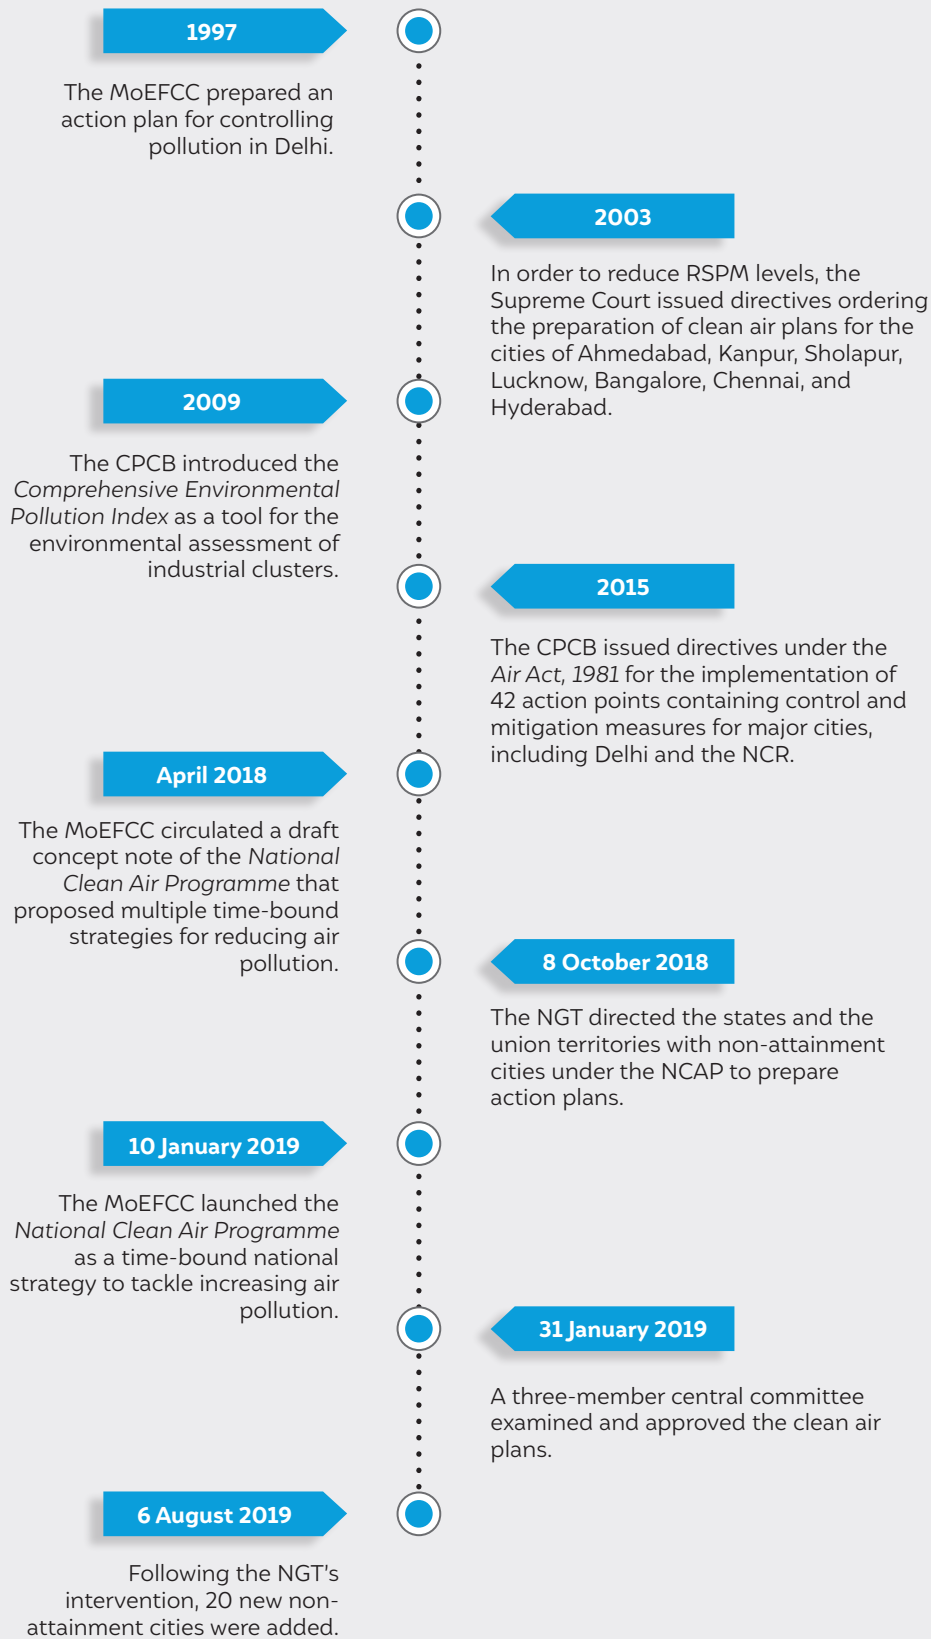 1997
The MoEFCC prepared an
action plan for controlling
pollution in Delhi.
2003
In order to reduce RSPM levels, the
Supreme Court issued directives ordering
the preparation of clean air plans for the
cities of Ahmedabad, Kanpur, Sholapur,
Lucknow, Bangalore, Chennai, and
Hyderabad.
2009
The CPCB introduced the
Comprehensive Environmental
Pollution Index as a tool for the
environmental assessment of
industrial clusters.
2015
The CPCB issued directives under the
Air Act, 1981 for the implementation of
42 action points containing control and
mitigation measures for major cities,
including Delhi and the NCR.
April 2018
The MoEFCC circulated a draft
concept note of the National
Clean Air Programme that
proposed multiple time-bound
strategies for reducing air
pollution.
8 October 2018
The NGT directed the states and the
union territories with non-attainment
cities under the NCAP to prepare
action plans.
10 January 2019
The MoEFCC launched the
National Clean Air Programme
as a time-bound national
strategy to tackle increasing air
pollution.
31 January 2019
A three-member central committee
examined and approved the clean air
plans.
6 August 2019
Following the NGT's
intervention, 20 new non-
attainment cities were added.